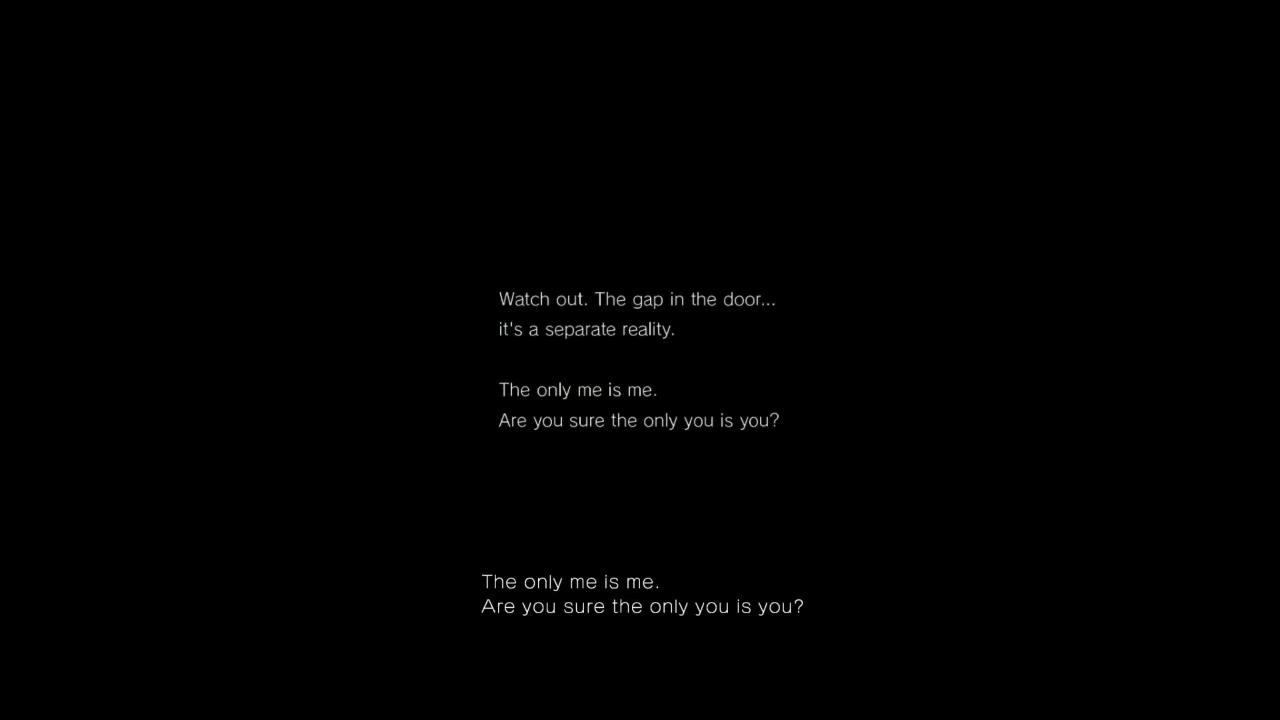 Watch out. The gap in the door...
it's a separate reality.
The only me is me.
Are you sure the only you is you?
The only me is me.
Are you sure the only you is you?